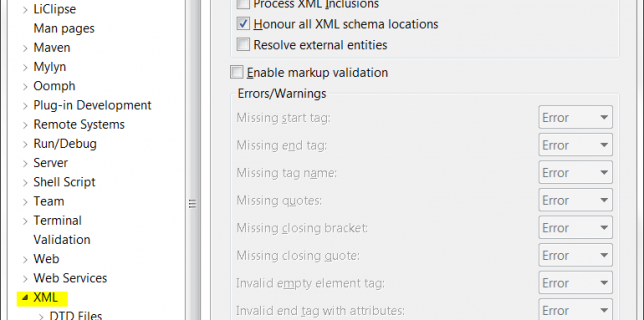 LiClipse
Man pages
Maven
Mylyn
Oomph
Plug-in Development
Remote Systems
Run/Debug
Server
Shell Script
Team
Terminal
Validation
Web
Web Services
XML
DTD Files
Process XML Inclusions
Honour all XML schema locations
Resolve external entities
Enable markup validation
Errors/Warnings
Missing start tag: Error
Missing end tag: Error
Missing tag name: Error
Missing quotes: Error
Missing closing bracket: Error
Missing closing quote: Error
Invalid empty element tag: Error
Invalid end tag with attributes: Error